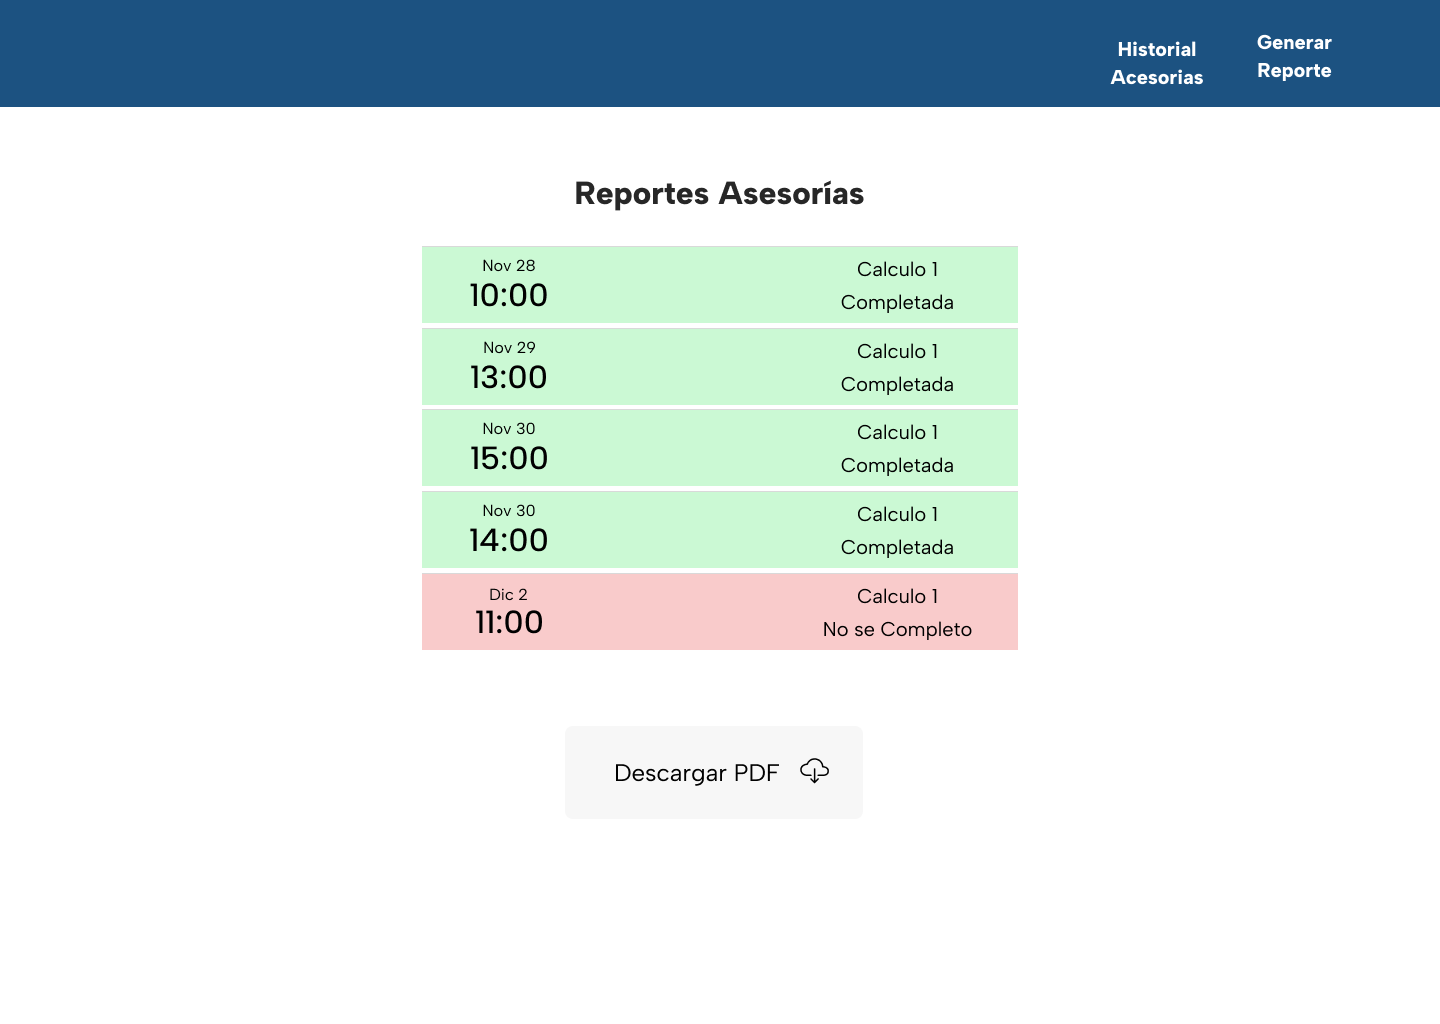 Historial
Acesorias
Generar
Reporte
Reportes Asesorías
Nov 28
10:00
Calculo 1
Completada
Nov 29
13:00
Calculo 1
Completada
Nov 30
15:00
Calculo 1
Completada
Nov 30
14:00
Calculo 1
Completada
Dic 2
11:00
Calculo 1
No se Completo
Descargar PDF